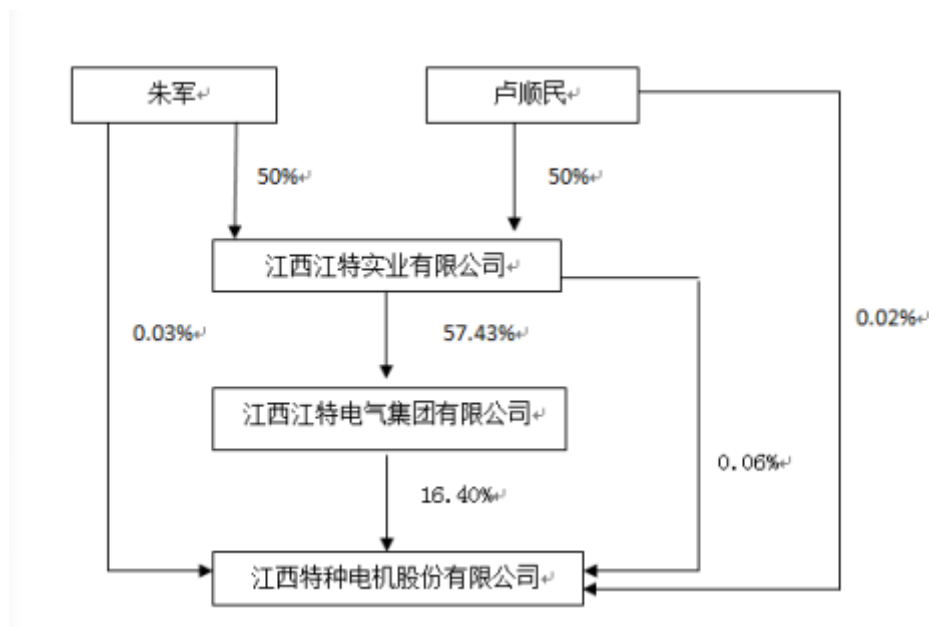 朱军
卢顺民
50%
50%
江西江特实业有限公司
0.03%
57.43%
0.02%
江西江特电气集团有限公司
0.06%
16.40%
江西特种电机股份有限公司